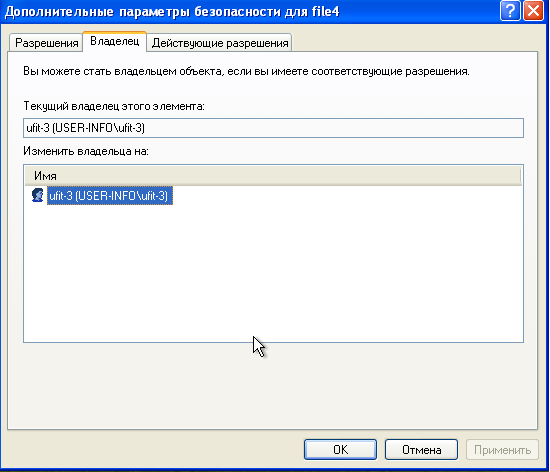 Дополнительные параметры безопасности для file4
Разрешения Владелец Действующие разрешения
Вы можете стать владельцем объекта, если вы имеете соответствующие разрешения.
Текущий владелец этого элемента:
ufit-3 (USER-INFO\ufit-3)
Изменить владельца на:
Имя
ufit-3 (USER-INFO\ufit-3)
OK Отмена Применить